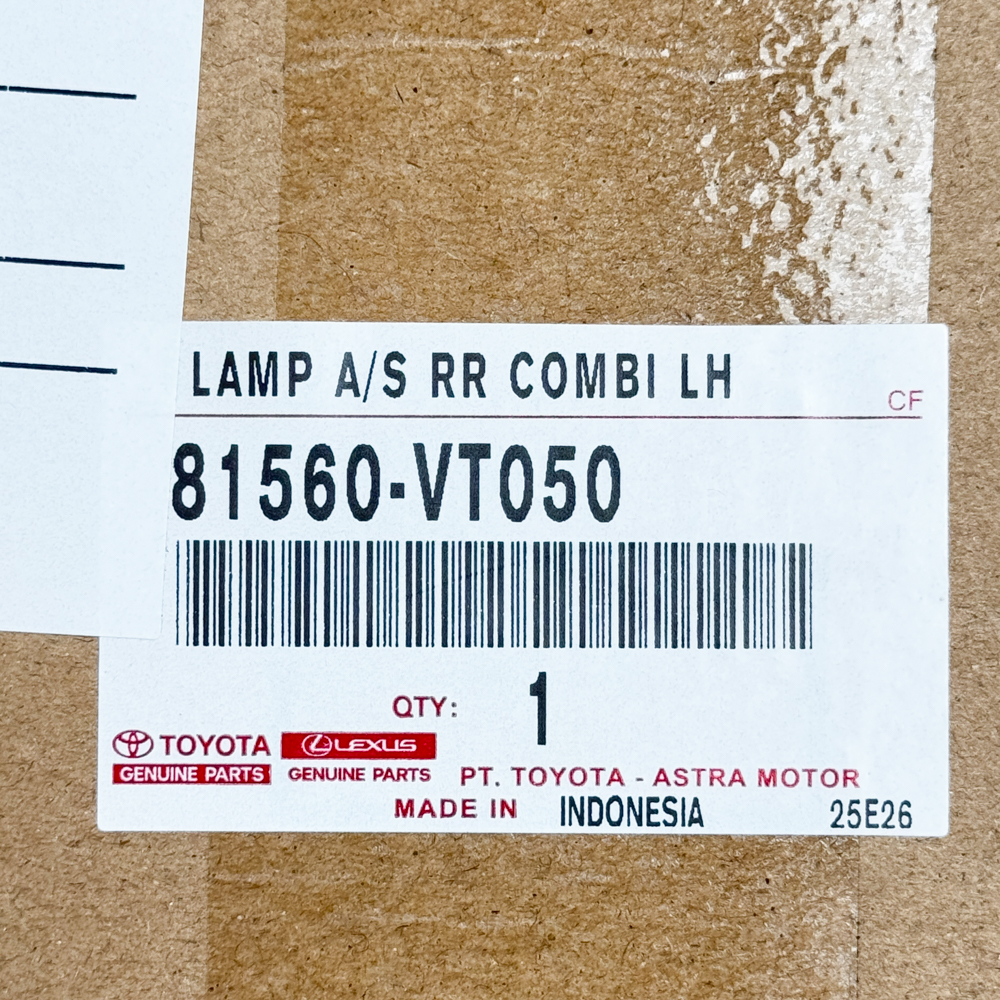 LAMP A/S RR COMBI LH
CF
81560-VT050
QTY: 1
TOYOTA LEXUS
GENUINE PARTS GENUINE PARTS PT. TOYOTA - ASTRA MOTOR
MADE IN INDONESIA 25E26